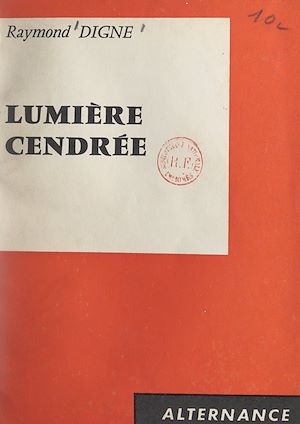 Raymond DIGNE
10c
LUMIÈRE
CENDRÉE
R.F.
ALTERNANCE